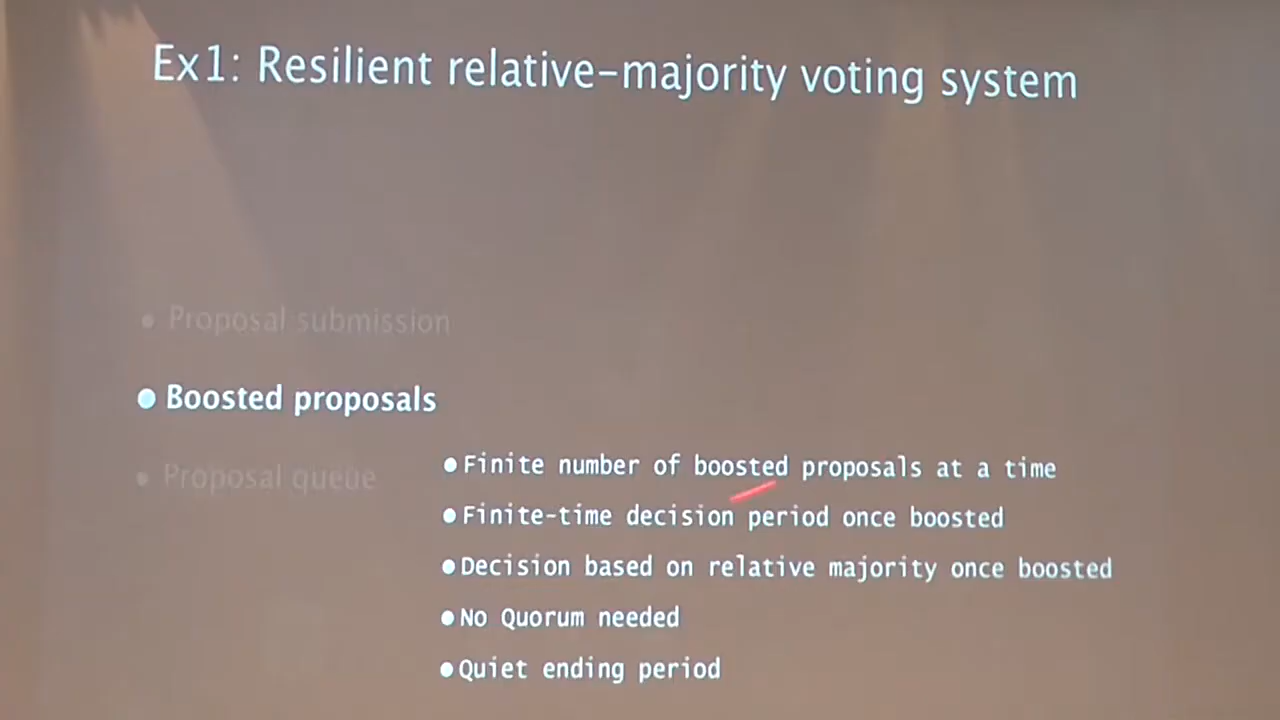 Ex1: Resilient relative-majority voting system
• Proposal submission
• Boosted proposals
• Proposal queue
• Finite number of boosted proposals at a time
• Finite-time decision period once boosted
• Decision based on relative majority once boosted
• No Quorum needed
• Quiet ending period